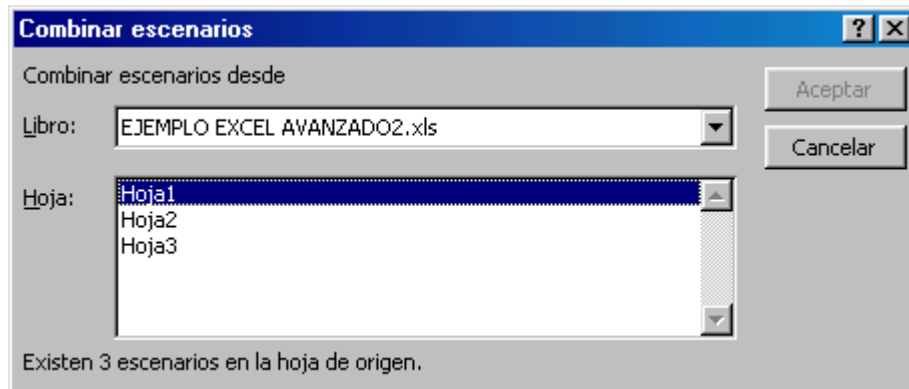 Combinar escenarios
Combinar escenarios desde
Aceptar
Libro: EJEMPLO EXCEL AVANZADO2.xls
Cancelar
Hoja: Hoja1
Hoja2
Hoja3
Existen 3 escenarios en la hoja de origen.